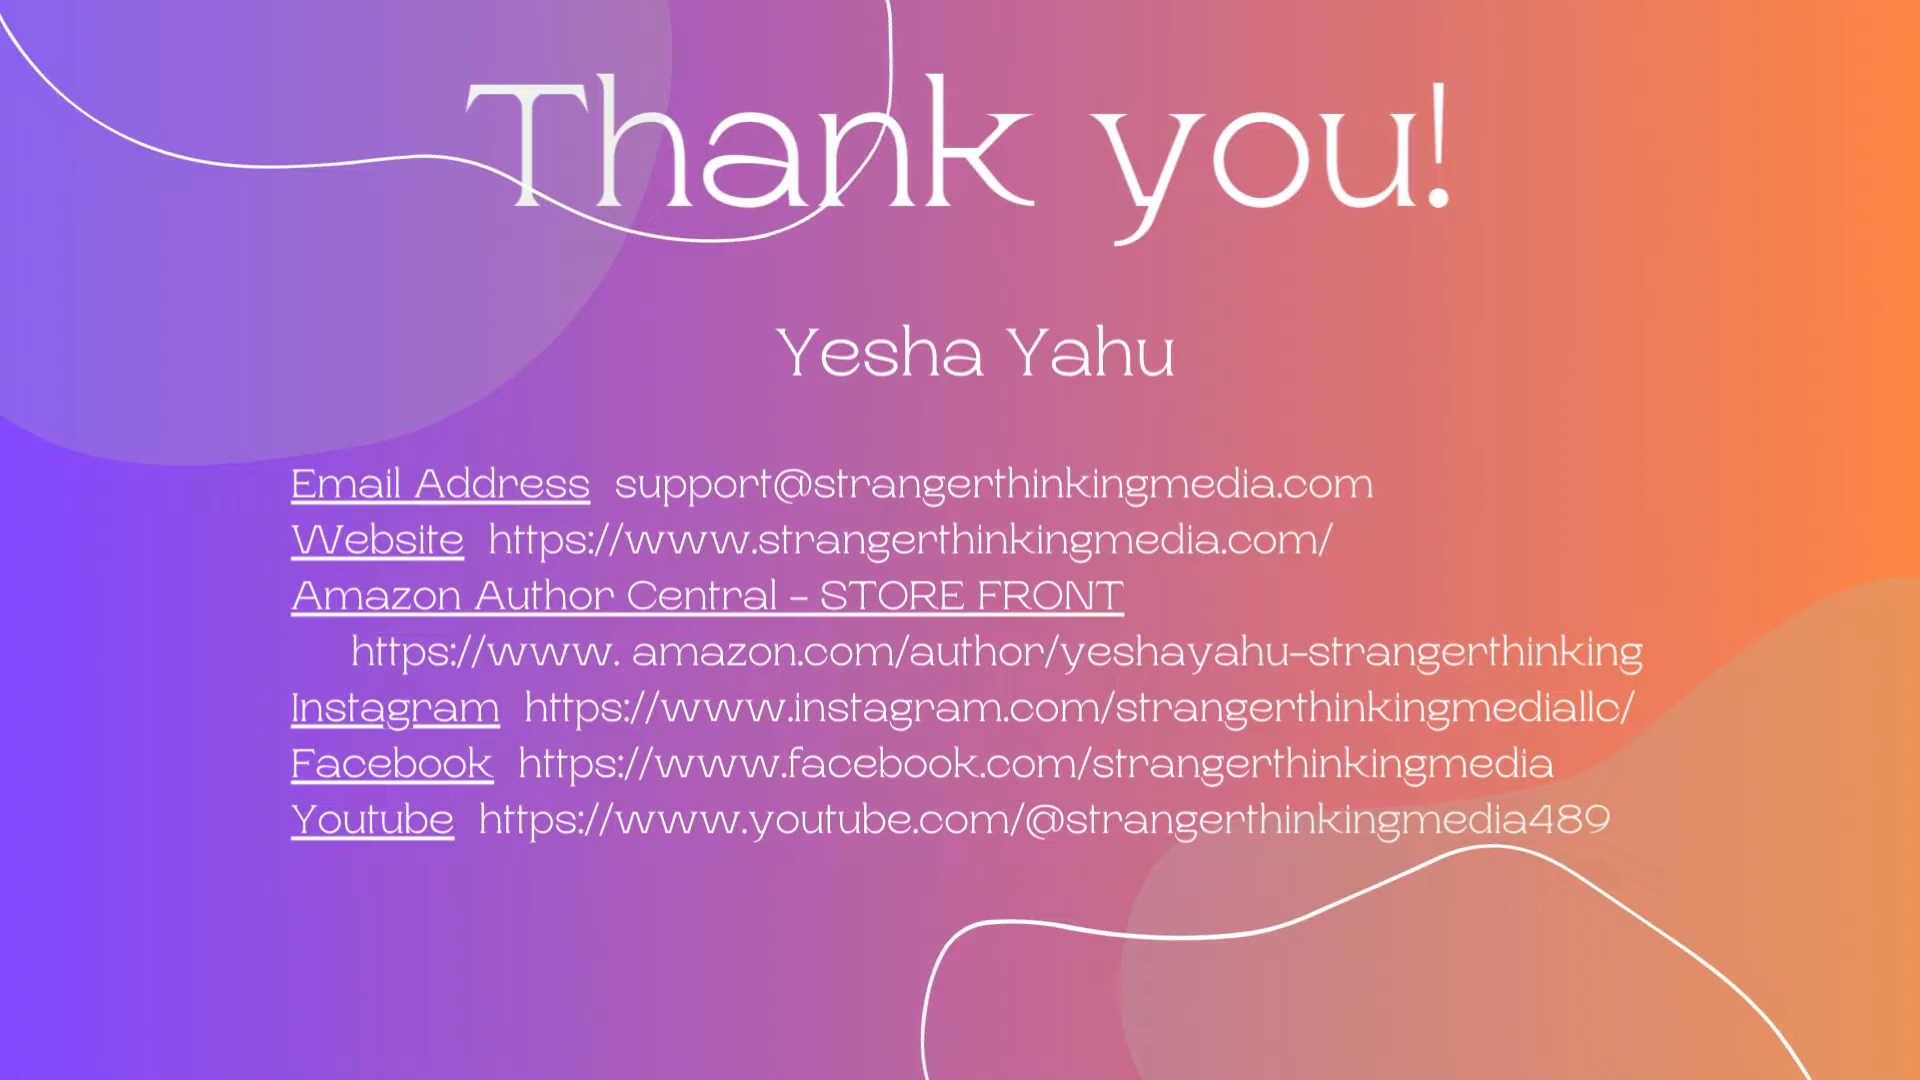 Thank you!
Yesha Yahu
Email Address support@strangerthinkingmedia.com
Website https://www.strangerthinkingmedia.com/
Amazon Author Central - STORE FRONT
https://www. amazon.com/author/yeshayahu-strangerthinking
Instagram https://www.instagram.com/strangerthinkingmediallc/
Facebook https://www.facebook.com/strangerthinkingmedia
Youtube https://www.youtube.com/@strangerthinkingmedia489